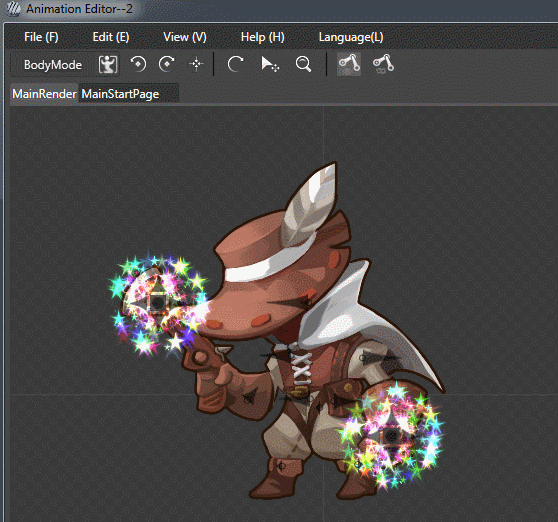 Animation Editor--2
File (F) Edit (E) View (V) Help (H) Language(L)
BodyMode
MainRender MainStartPage